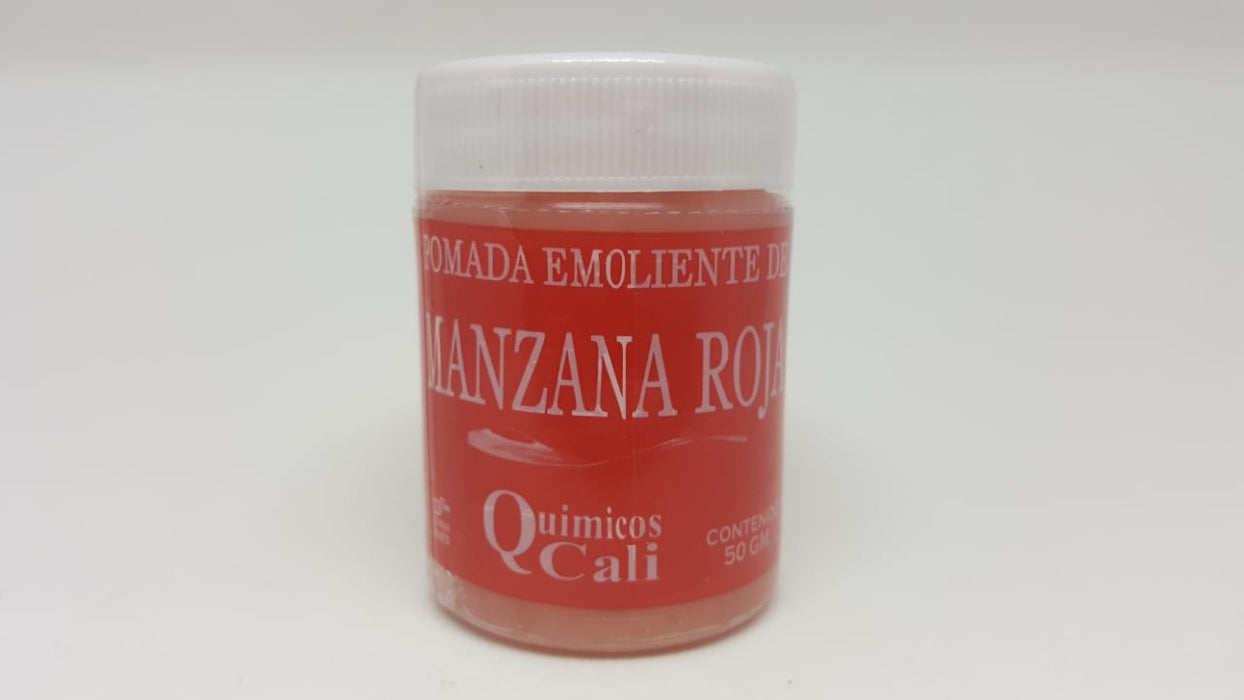 POMADA EMOLIENTE DE
MANZANA ROJA
Quimicos
Cali
CONTENIDO
50 GM